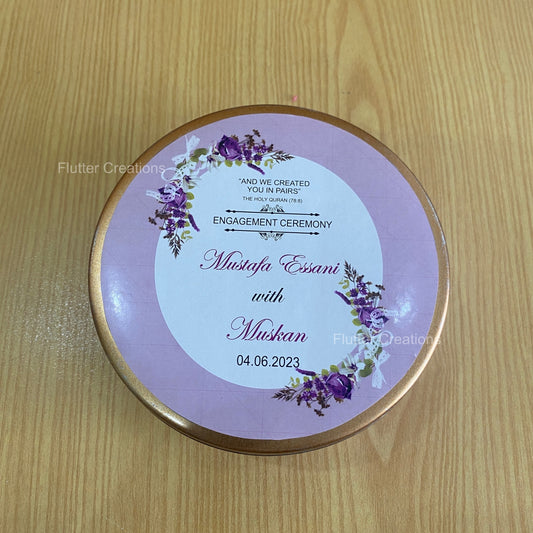 Flutter Creations
"AND WE CREATED
YOU IN PAIRS"
THE HOLY QURAN (78:8)
ENGAGEMENT CEREMONY
Mustafa Essani
with
Muskan
Flutter Creations
04.06.2023